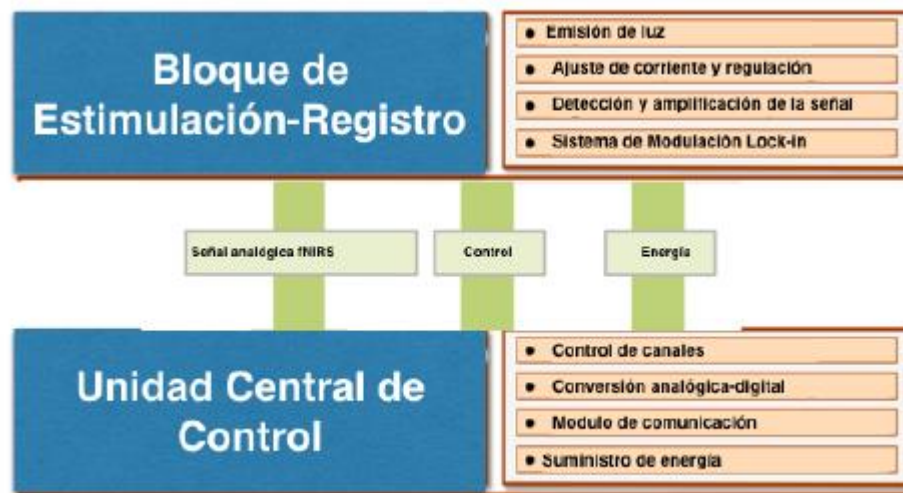 Bloque de
Estimulación-Registro
● Emisión de luz
● Ajuste de corriente y regulación
● Detección y amplificación de la señal
● Sistema de Modulación Lock-in
Señal analógica fNIRS
Control
Energía
Unidad Central de
Control
● Control de canales
● Conversión analógica-digital
● Modulo de comunicación
● Suministro de energía